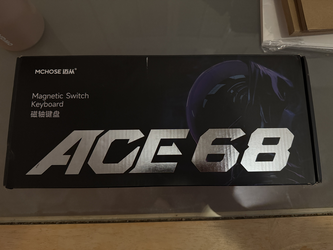 MCHOSE 迈从
Magnetic Switch
Keyboard
磁轴键盘
ACE 68